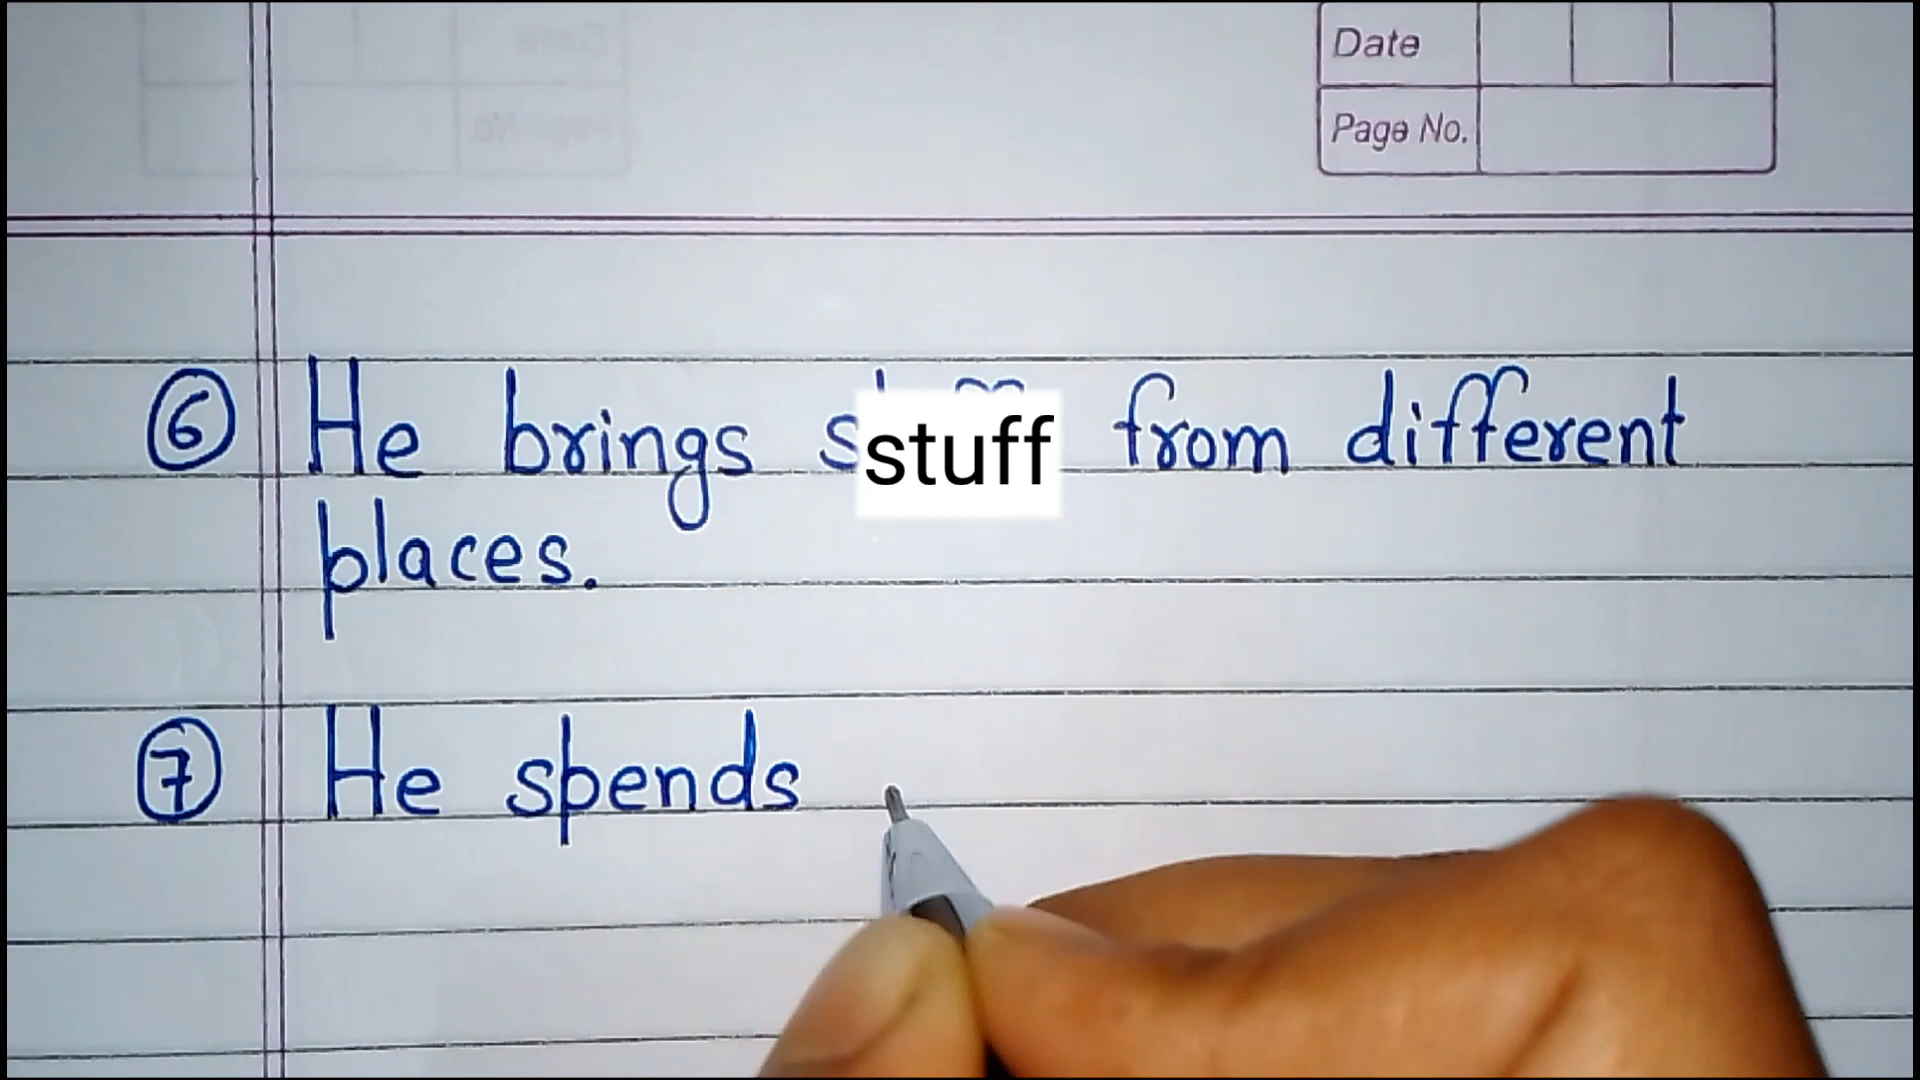 Date
Page No.
6 He brings stuff from different
places.
7 He spends